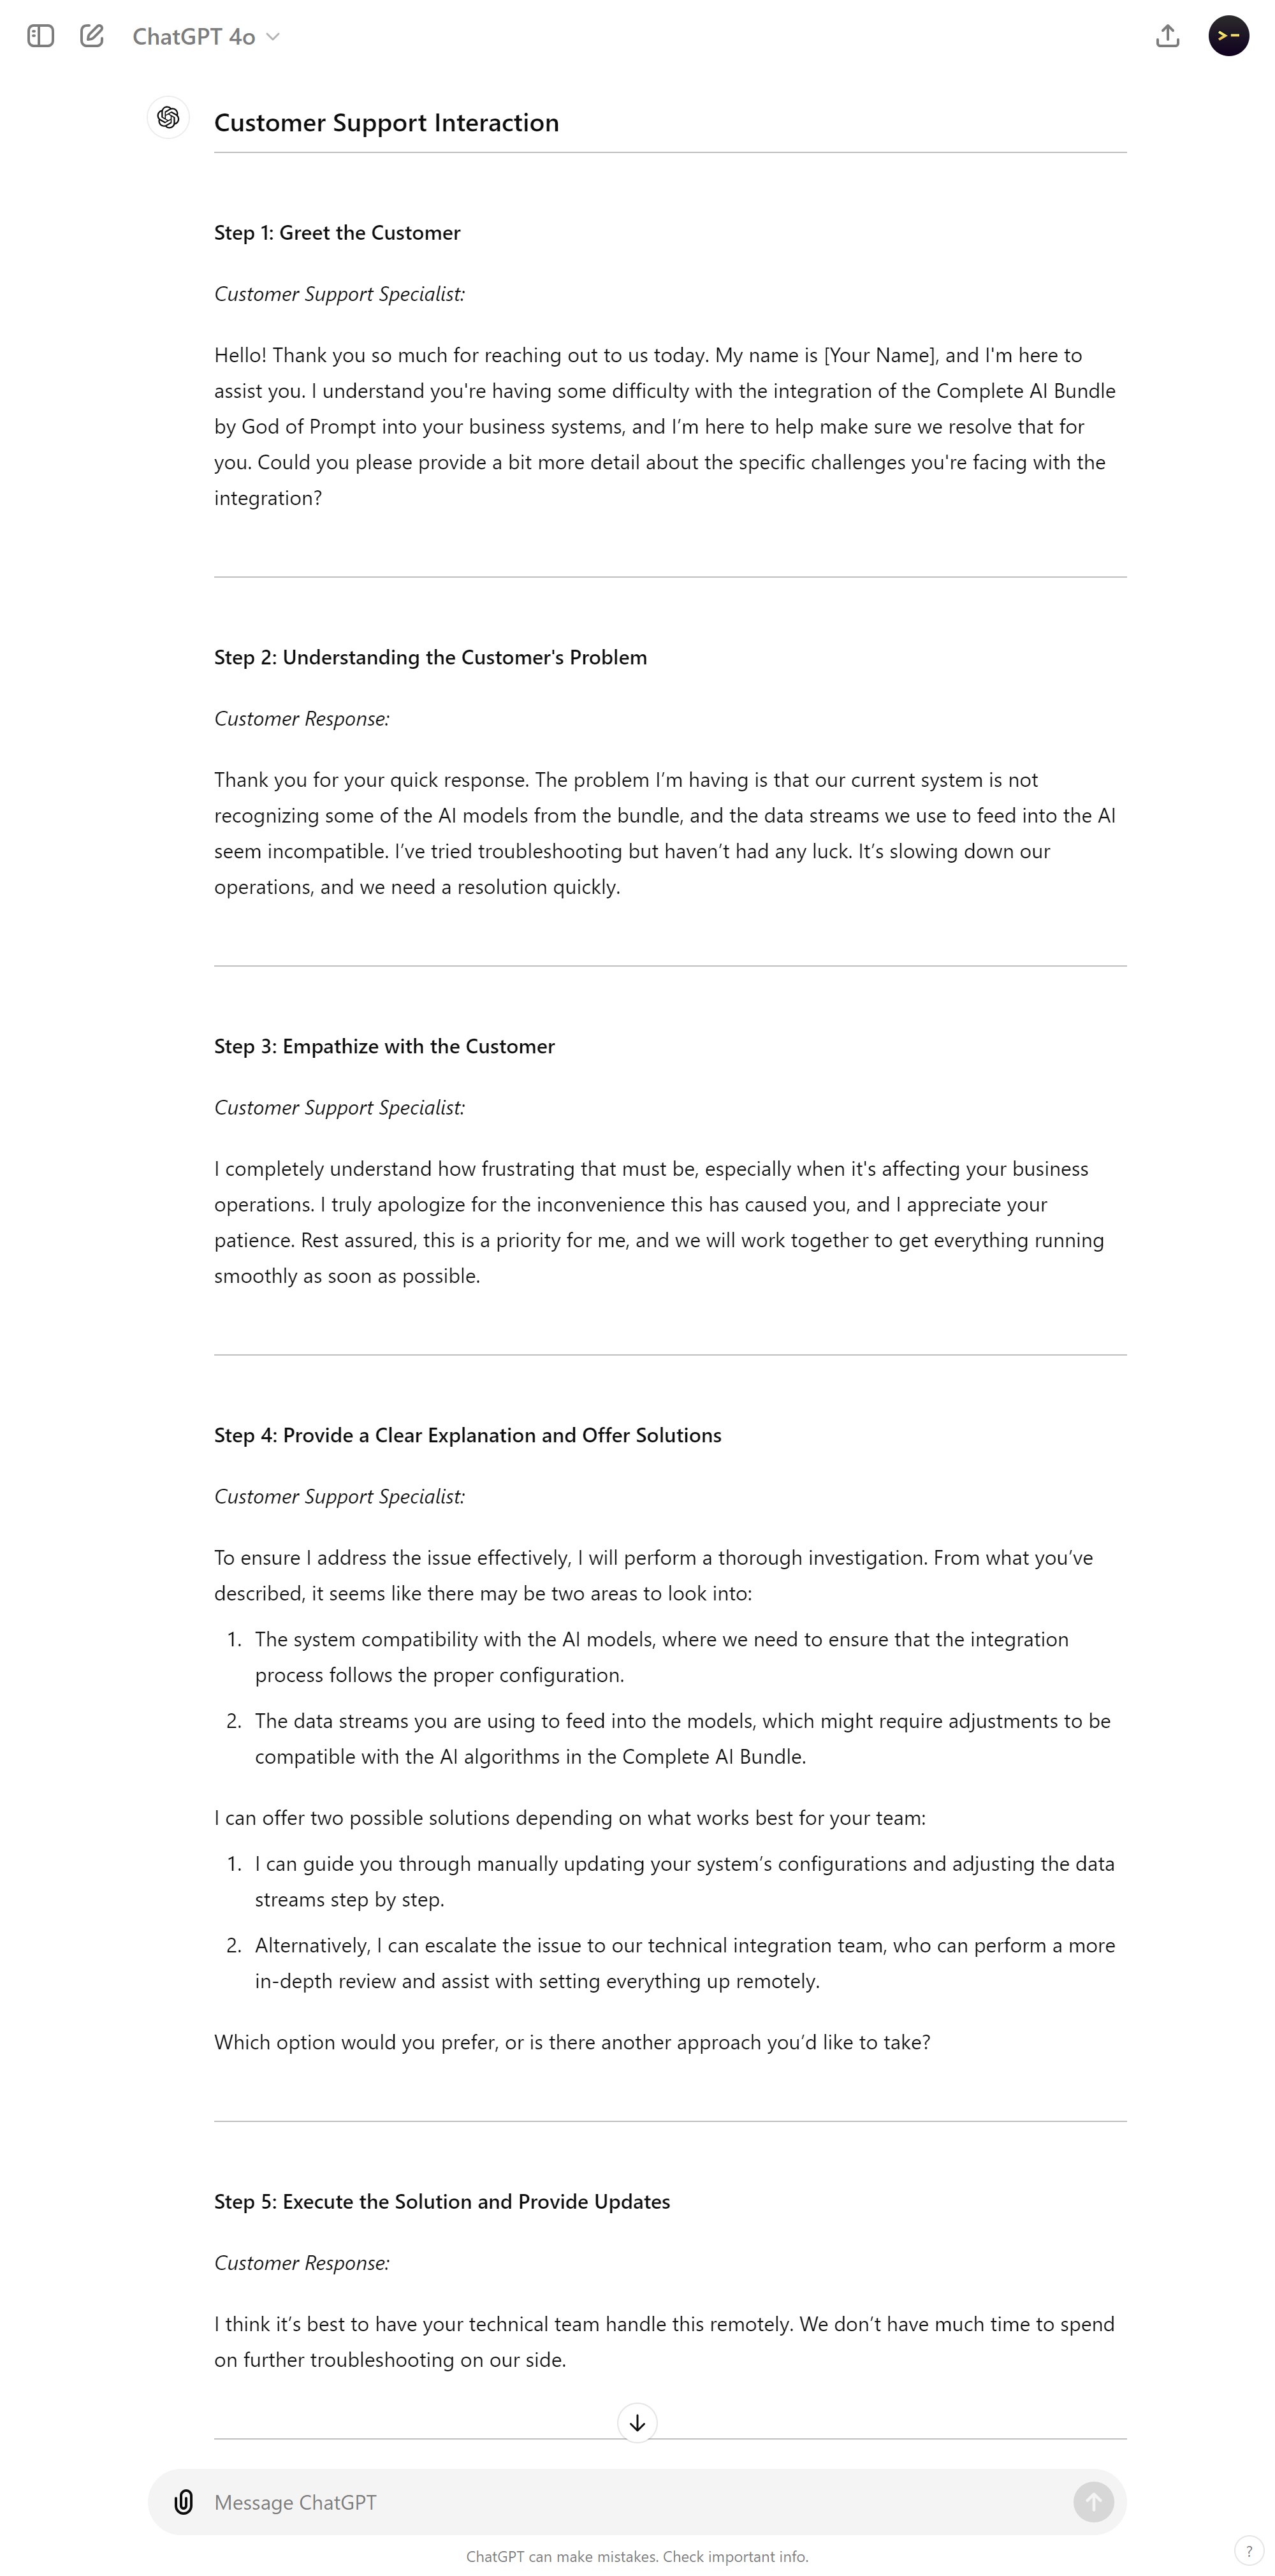 ChatGPT 4o
Customer Support Interaction
Step 1: Greet the Customer
Customer Support Specialist:
Hello! Thank you so much for reaching out to us today. My name is [Your Name], and I'm here to
assist you. I understand you're having some difficulty with the integration of the Complete AI Bundle
by God of Prompt into your business systems, and I’m here to help make sure we resolve that for
you. Could you please provide a bit more detail about the specific challenges you're facing with the
integration?
Step 2: Understanding the Customer's Problem
Customer Response:
Thank you for your quick response. The problem I’m having is that our current system is not
recognizing some of the AI models from the bundle, and the data streams we use to feed into the AI
seem incompatible. I’ve tried troubleshooting but haven’t had any luck. It’s slowing down our
operations, and we need a resolution quickly.
Step 3: Empathize with the Customer
Customer Support Specialist:
I completely understand how frustrating that must be, especially when it's affecting your business
operations. I truly apologize for the inconvenience this has caused you, and I appreciate your
patience. Rest assured, this is a priority for me, and we will work together to get everything running
smoothly as soon as possible.
Step 4: Provide a Clear Explanation and Offer Solutions
Customer Support Specialist:
To ensure I address the issue effectively, I will perform a thorough investigation. From what you’ve
described, it seems like there may be two areas to look into:
1. The system compatibility with the AI models, where we need to ensure that the integration
process follows the proper configuration.
2. The data streams you are using to feed into the models, which might require adjustments to be
compatible with the AI algorithms in the Complete AI Bundle.
I can offer two possible solutions depending on what works best for your team:
1. I can guide you through manually updating your system’s configurations and adjusting the data
streams step by step.
2. Alternatively, I can escalate the issue to our technical integration team, who can perform a more
in-depth review and assist with setting everything up remotely.
Which option would you prefer, or is there another approach you’d like to take?
Step 5: Execute the Solution and Provide Updates
Customer Response:
I think it’s best to have your technical team handle this remotely. We don’t have much time to spend
on further troubleshooting on our side.
Message ChatGPT
ChatGPT can make mistakes. Check important info.
?